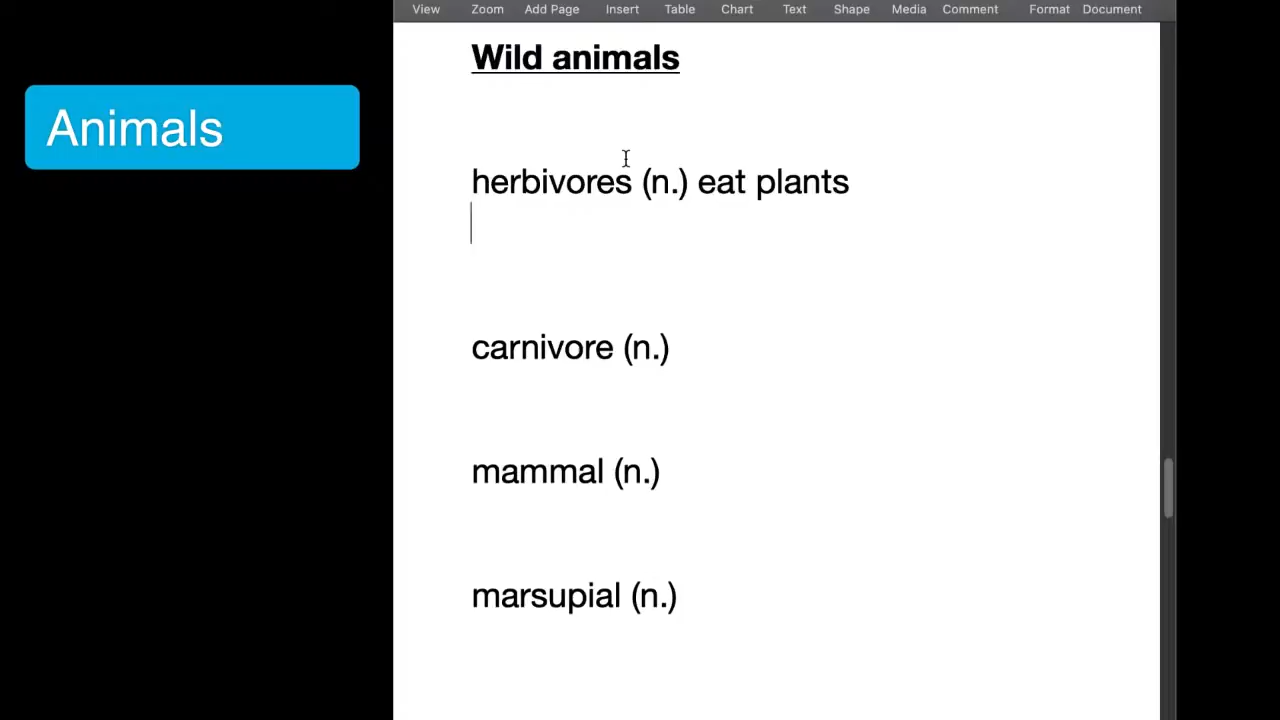 View Zoom Add Page Insert Table Chart Text Shape Media Comment Format Document
Wild animals
Animals
herbivores (n.) eat plants
carnivore (n.)
mammal (n.)
marsupial (n.)